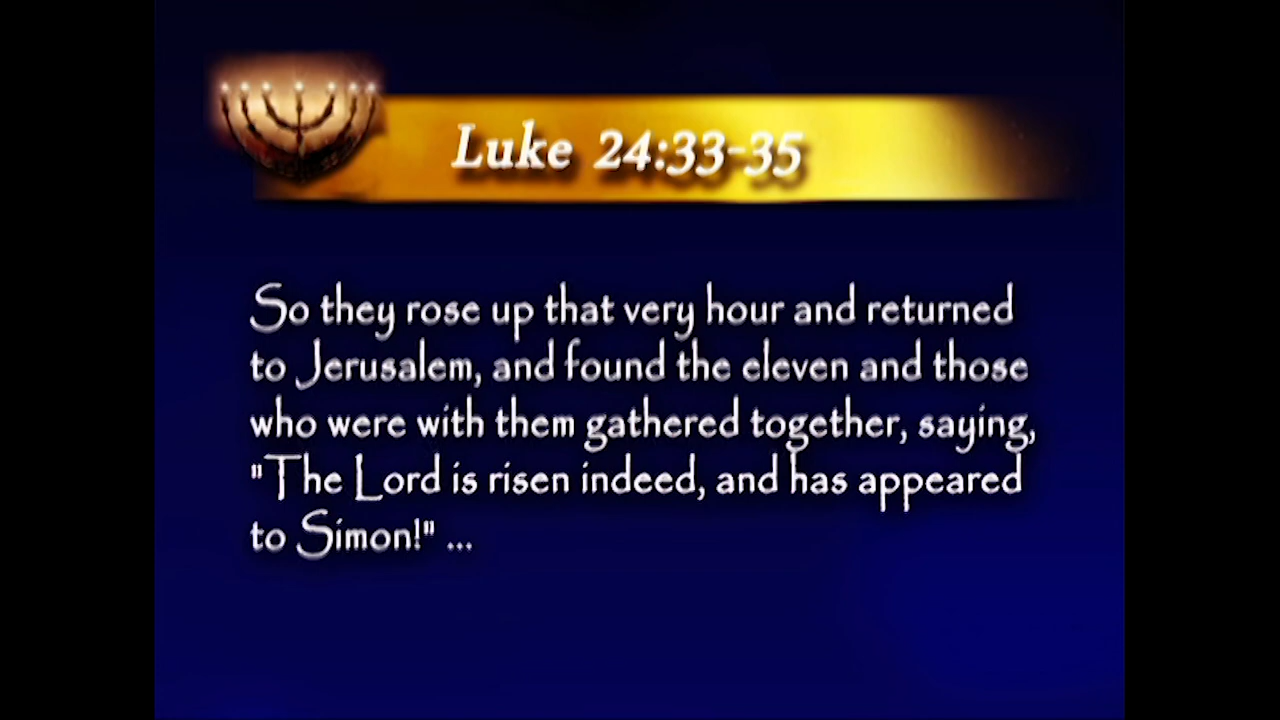 Luke 24:33-35
So they rose up that very hour and returned
to Jerusalem, and found the eleven and those
who were with them gathered together, saying,
"The Lord is risen indeed, and has appeared
to Simon!" ...